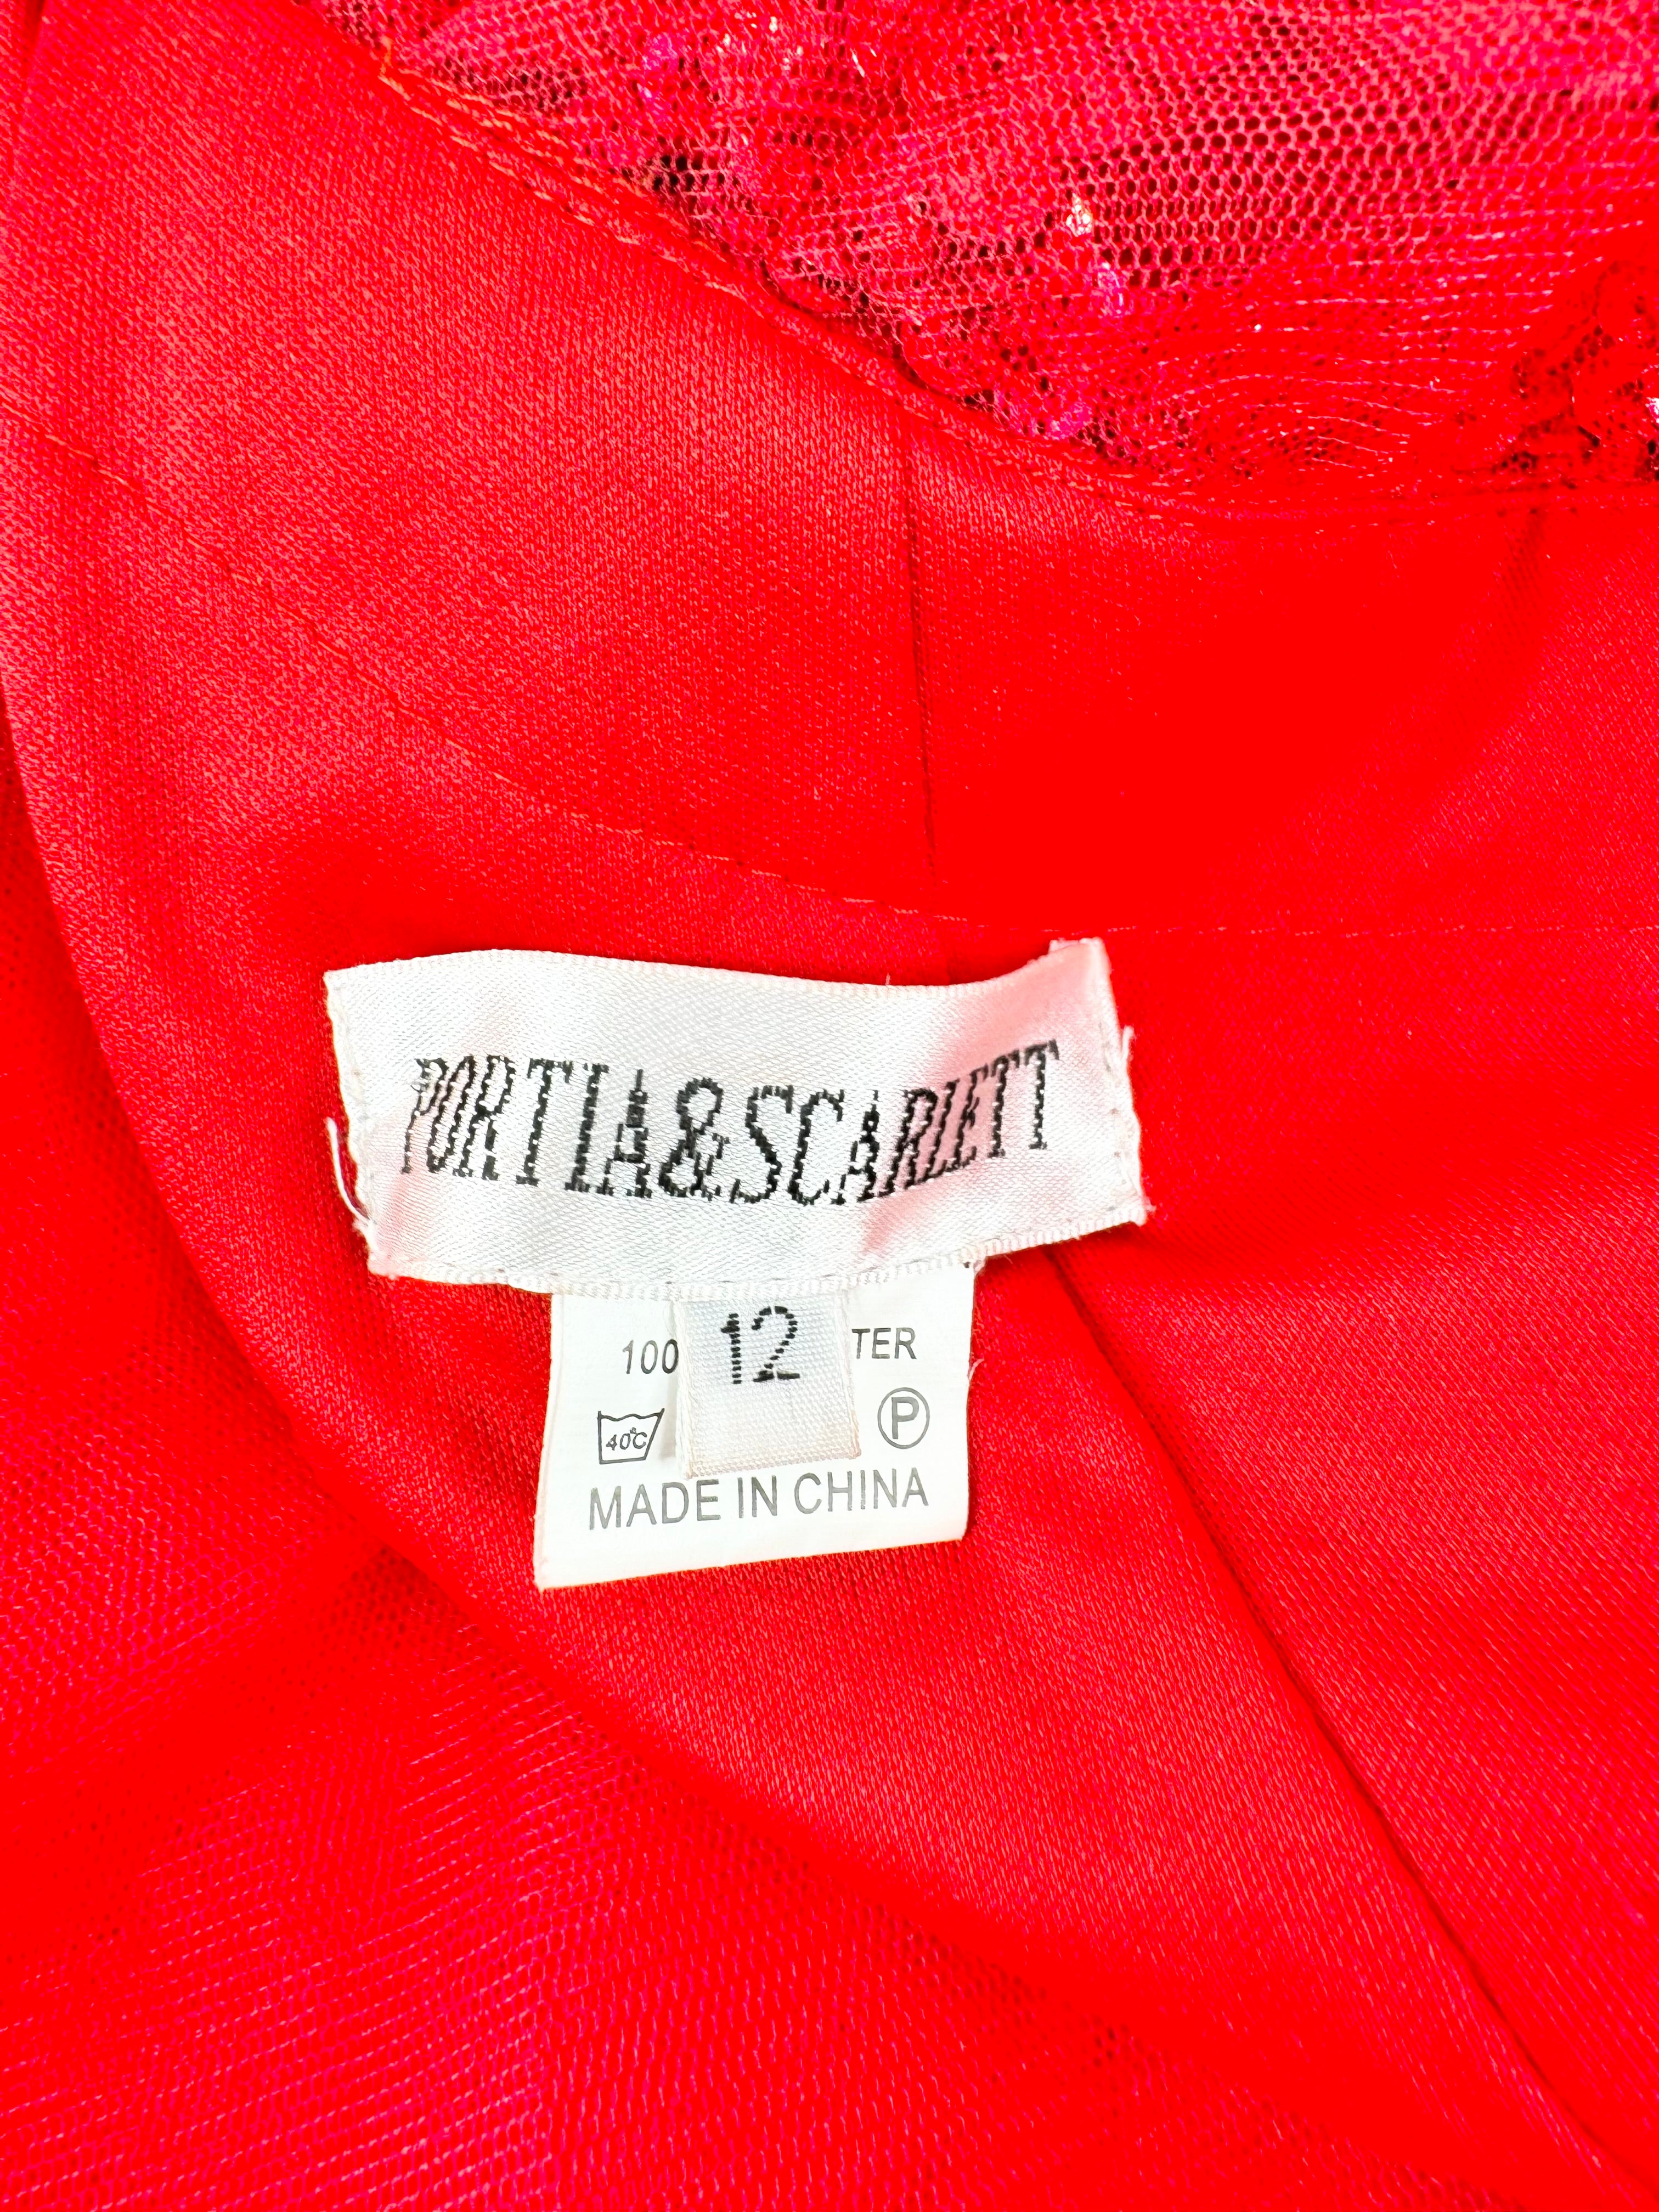 PORTIA&SCARLETT
12
100 TER
40°C P
MADE IN CHINA